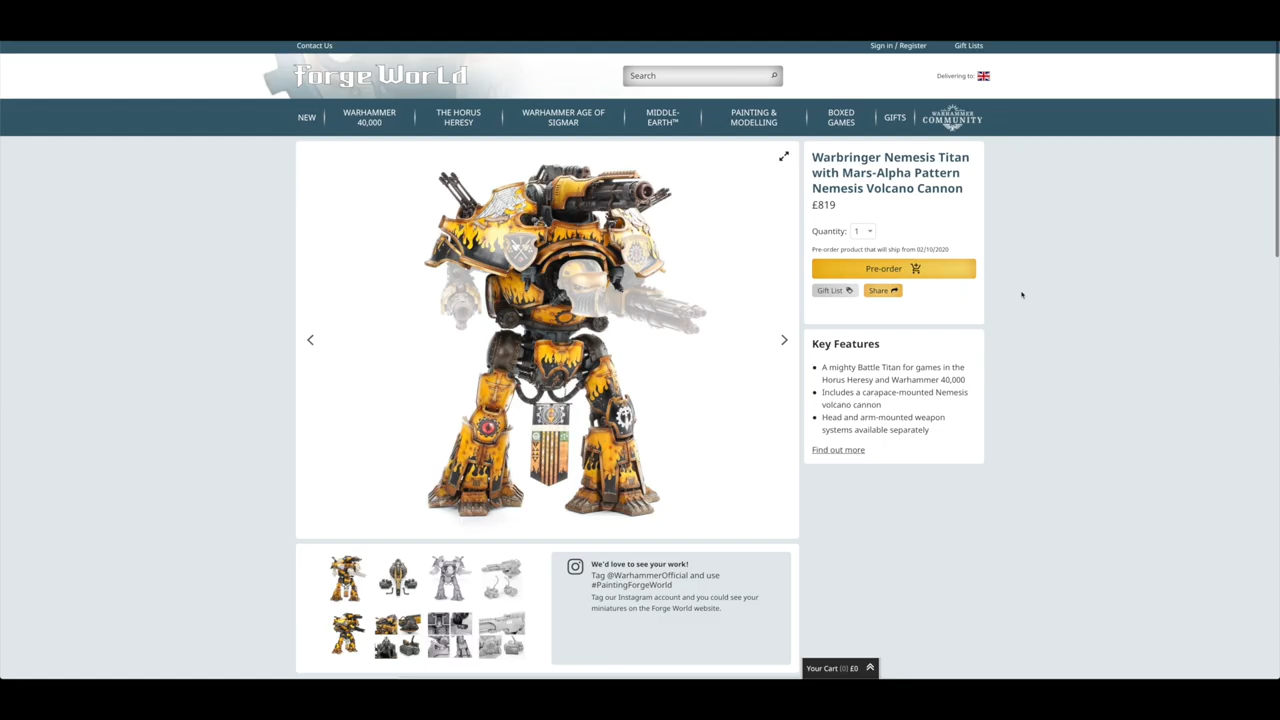 Contact Us
Sign in / Register
Gift Lists
forgeWorld
Search
Delivering to:
NEW
WARHAMMER
40,000
THE HORUS
HERESY
WARHAMMER AGE OF
SIGMAR
MIDDLE-
EARTH™
PAINTING &
MODELLING
BOXED
GAMES
GIFTS
WARHAMMER
COMMUNITY
Warbringer Nemesis Titan
with Mars-Alpha Pattern
Nemesis Volcano Cannon
£819
Quantity: 1
Pre-order product that will ship from 02/10/2020
Pre-order
Gift List
Share
Key Features
A mighty Battle Titan for games in the
Horus Heresy and Warhammer 40,000
Includes a carapace-mounted Nemesis
volcano cannon
Head and arm-mounted weapon
systems available separately
Find out more
We'd love to see your work!
Tag @WarhammerOfficial and use
#PaintingForgeWorld
Tag our Instagram account and you could see your
miniatures on the Forge World website.
Your Cart (0) £0